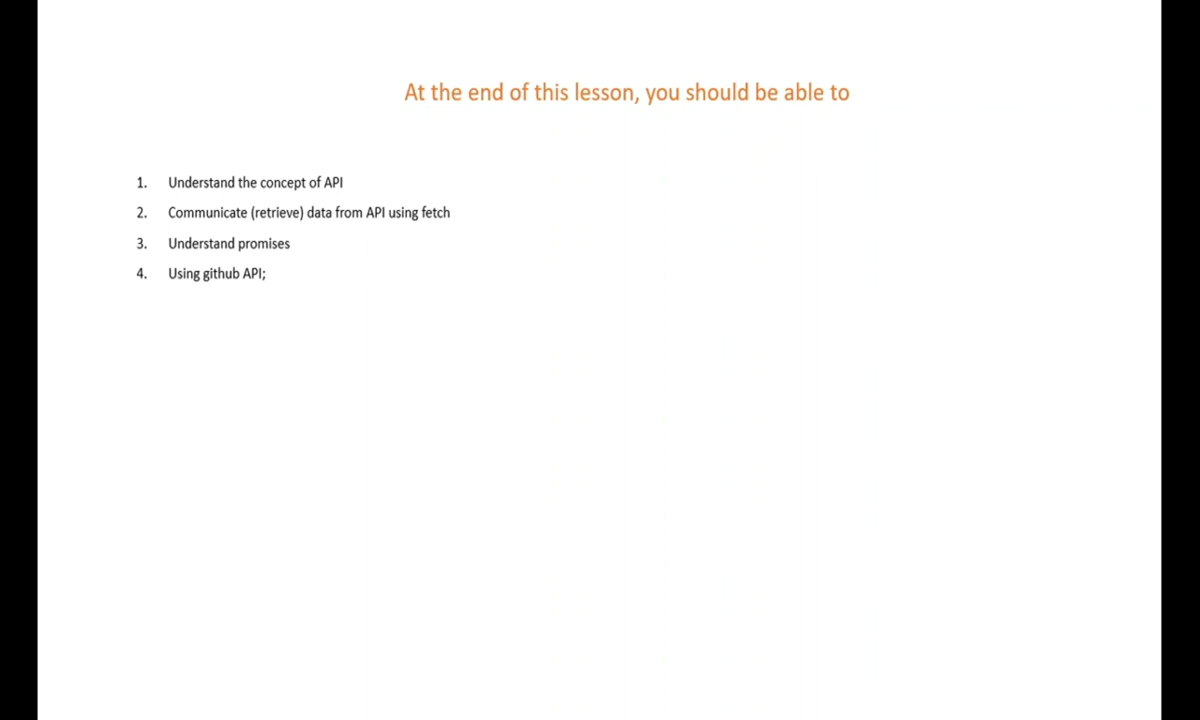 At the end of this lesson, you should be able to
1. Understand the concept of API
2. Communicate (retrieve) data from API using fetch
3. Understand promises
4. Using github API;